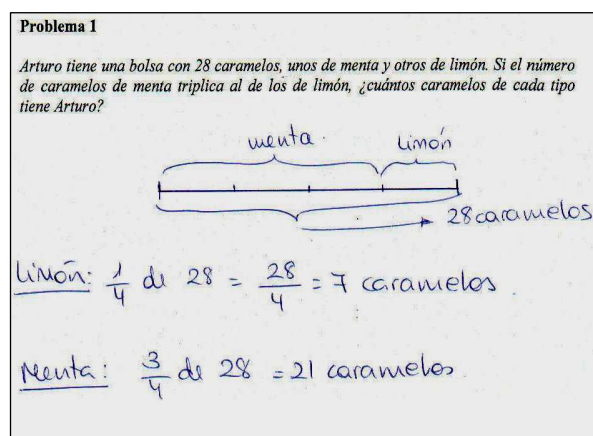 Problema 1
Arturo tiene una bolsa con 28 caramelos, unos de menta y otros de limón. Si el número
de caramelos de menta triplica al de los de limón, ¿cuántos caramelos de cada tipo
tiene Arturo?
menta. Limón
28 caramelos
Limón: 1/4 de 28 = 28/4 = 7 caramelos.
Menta: 3/4 de 28 = 21 caramelos.